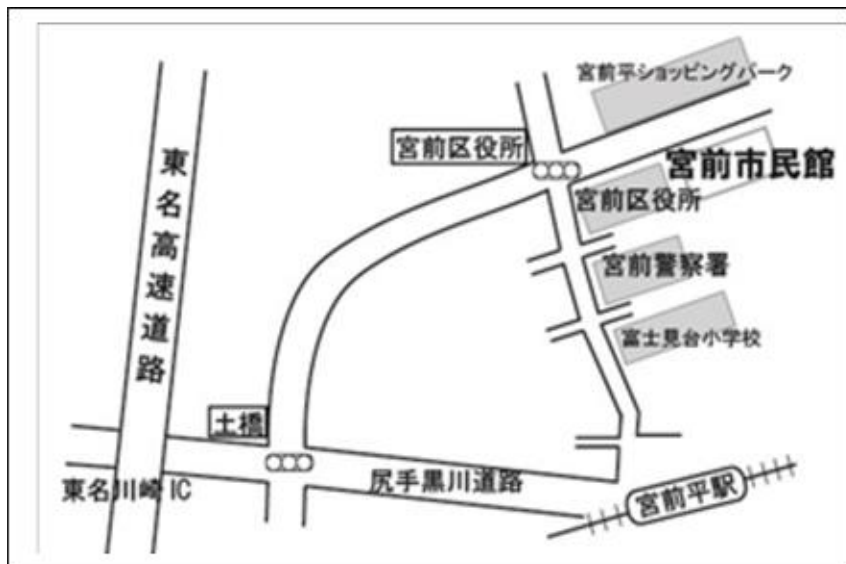 宮前平ショッピングパーク
宮前区役所
宮前市民館
宮前区役所
宮前警察署
富士見台小学校
東名高速道路
土橋
東名川崎IC
尻手黒川道路
宮前平駅